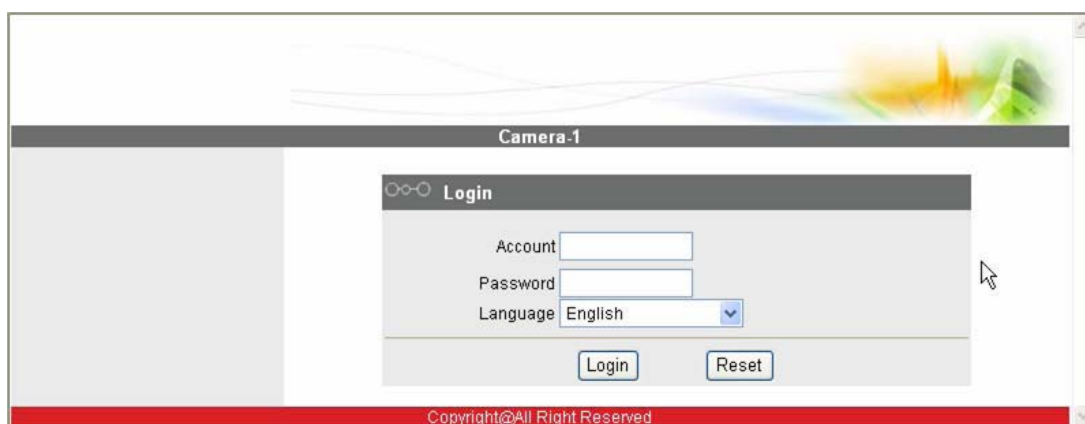 Camera-1
Login
Account
Password
Language English
Login Reset
Copyright@All Right Reserved